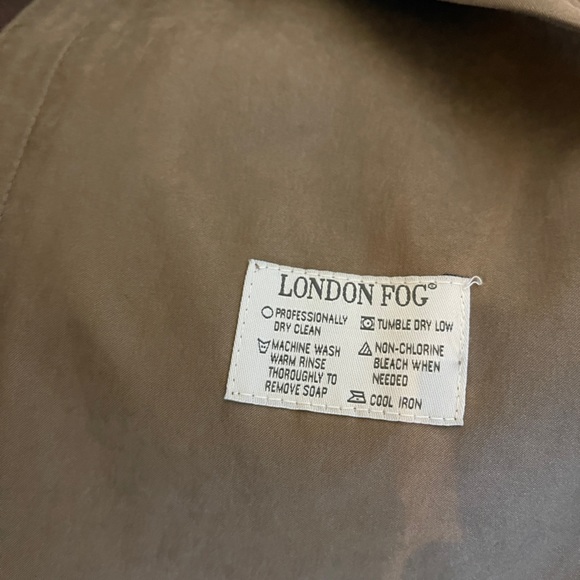 LONDON FOG®
PROFESSIONALLY
DRY CLEAN
MACHINE WASH
WARM RINSE
THOROUGHLY TO
REMOVE SOAP
TUMBLE DRY LOW
NON-CHLORINE
BLEACH WHEN
NEEDED
COOL IRON